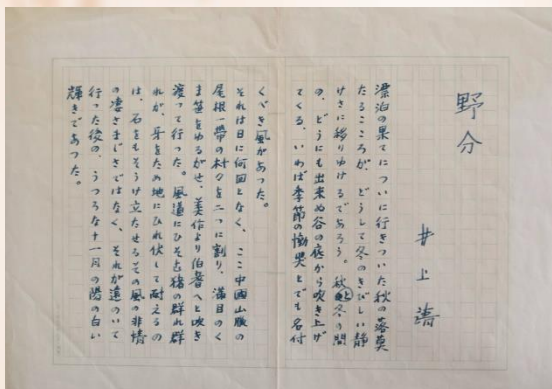 野分
井上靖
漂泊の果てについに行きついた秋の落莫
たるこころが、どうして冬のきびしい静
けさに移りゆけるであろう。秋と冬の間
の、どうにも出来ぬ谷の底から吹き上げ
てくる、いわば季節の慟哭とでも名付
くべき風があった。
それは日に何回となく、ここ中國山脈の
尾根一帯の村々を二つに割り、満目のく
ま笹をゆるがせ、美作より伯耆へと吹き
渡って行った。風道にひそむ猪の群れ群
れが、牙をため地にひれ伏して耐えるの
は、石をもそうけ立たせるその風の非情
の凄さまじさではなく、それが遠のいて
行った後の、うつろな十一月の陽の白い
輝きであった。